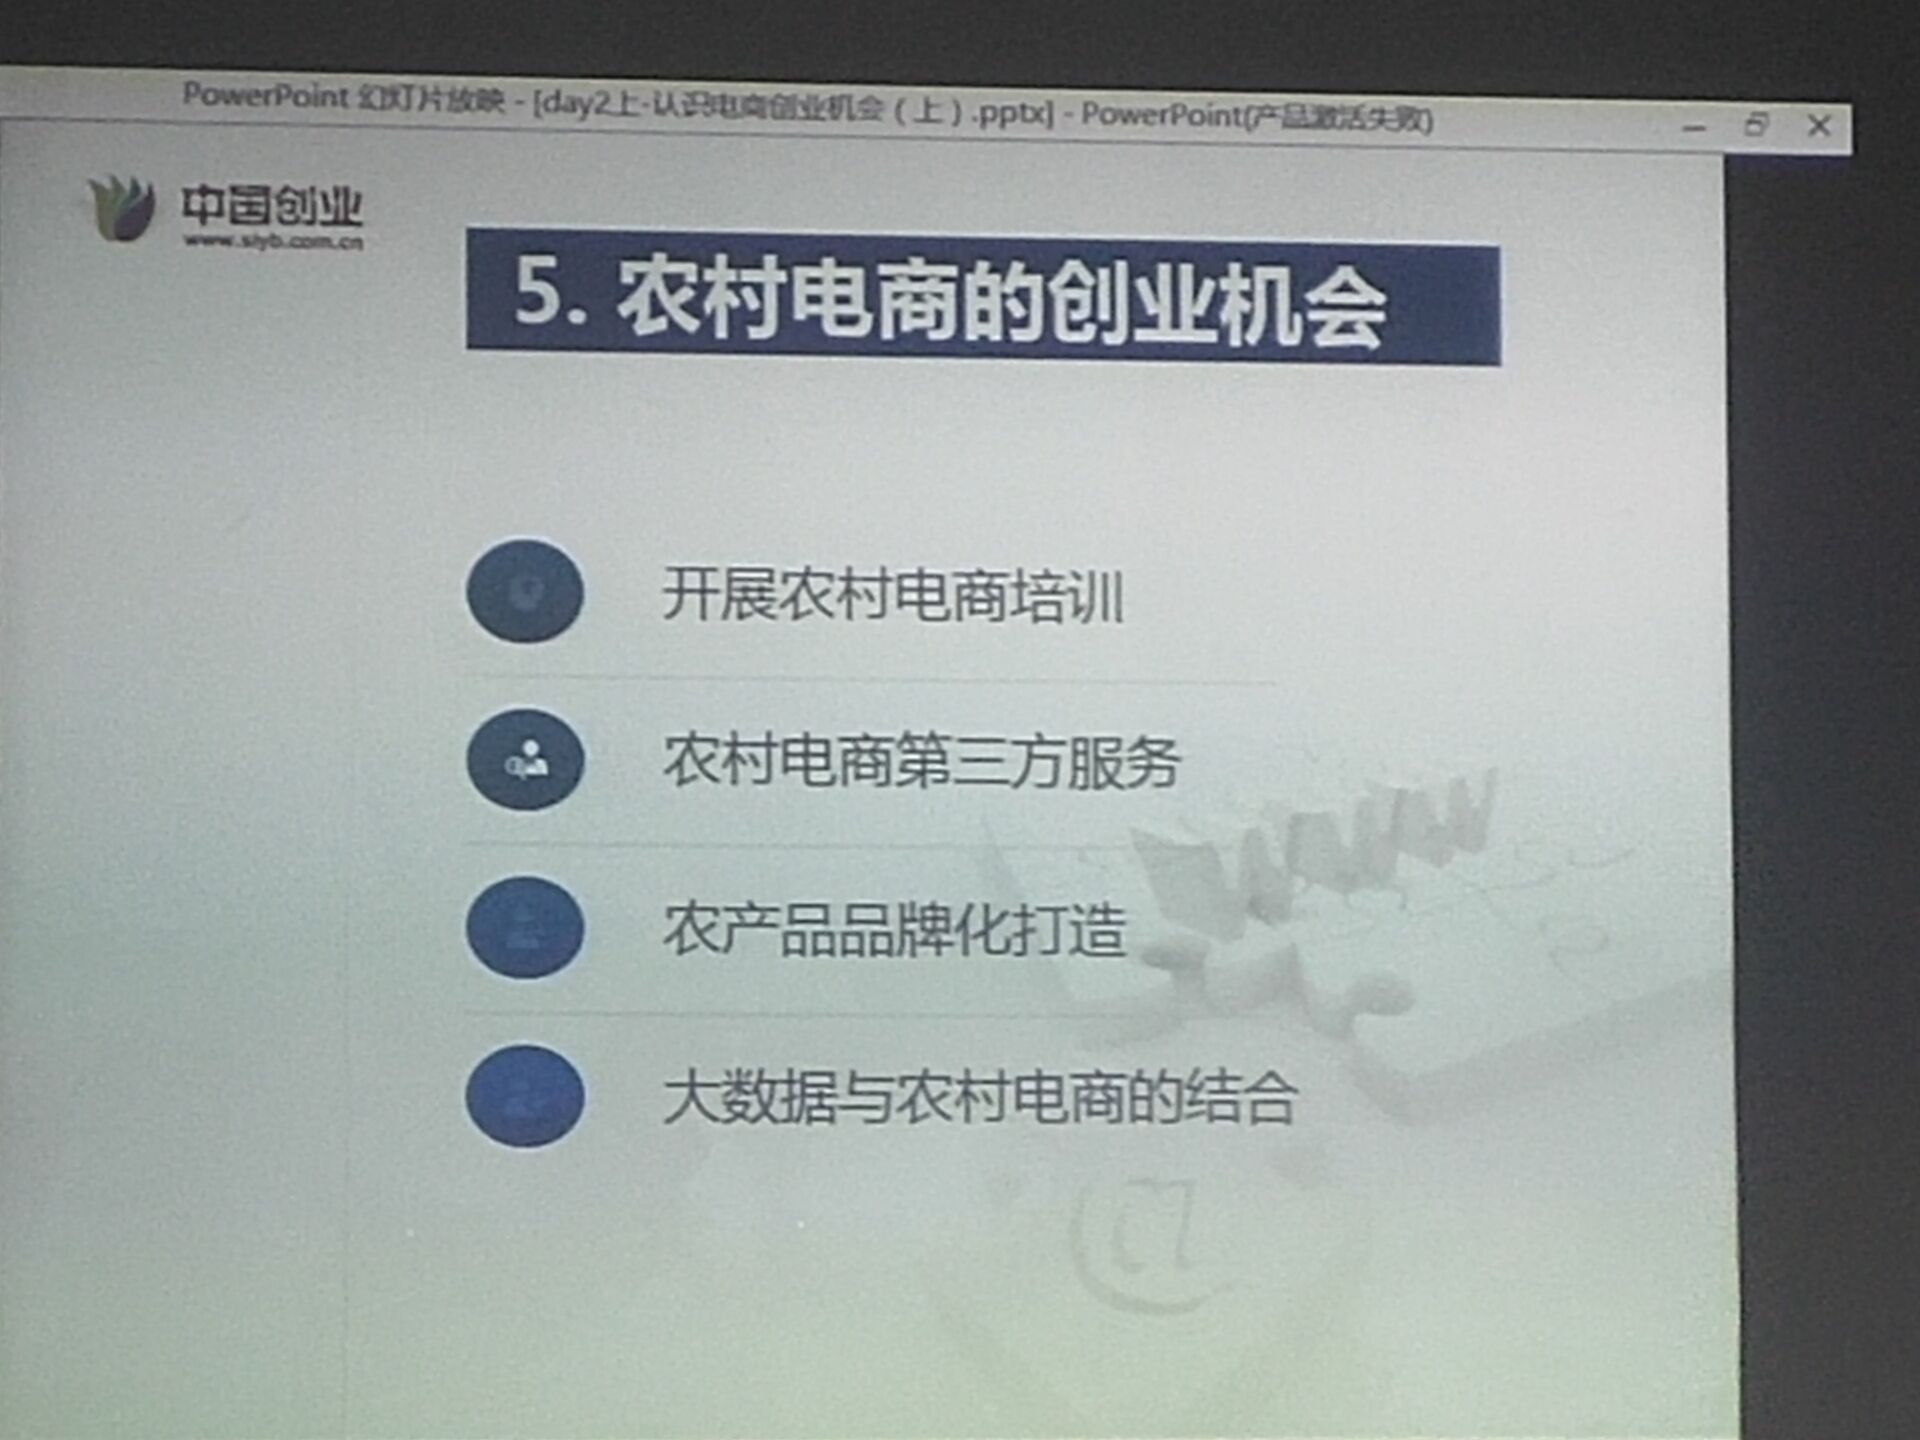 PowerPoint 幻灯片放映 - [day2上-认识电商创业机会（上）.pptx] - PowerPoint(产品激活失败)
中国创业
www.siyb.com.cn
5. 农村电商的创业机会
开展农村电商培训
农村电商第三方服务
农产品品牌化打造
大数据与农村电商的结合